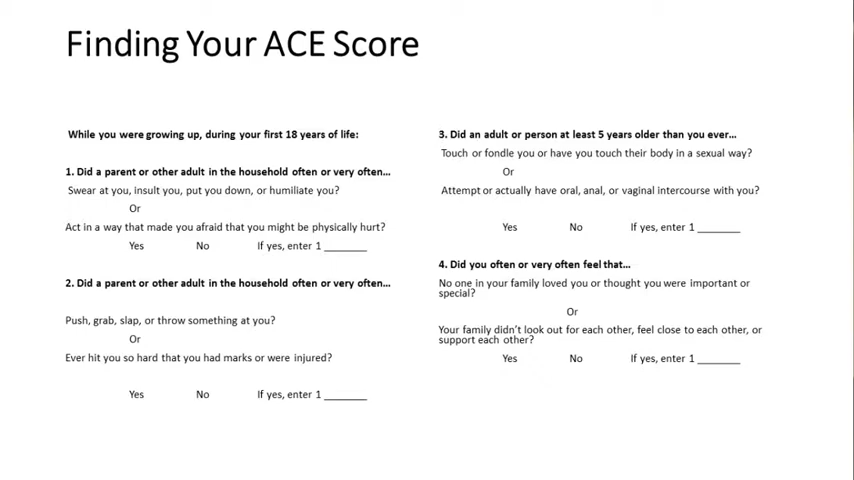 Finding Your ACE Score
While you were growing up, during your first 18 years of life:
1. Did a parent or other adult in the household often or very often…
Swear at you, insult you, put you down, or humiliate you?
Or
Act in a way that made you afraid that you might be physically hurt?
Yes No If yes, enter 1 _______
2. Did a parent or other adult in the household often or very often…
Push, grab, slap, or throw something at you?
Or
Ever hit you so hard that you had marks or were injured?
Yes No If yes, enter 1 _______
3. Did an adult or person at least 5 years older than you ever…
Touch or fondle you or have you touch their body in a sexual way?
Or
Attempt or actually have oral, anal, or vaginal intercourse with you?
Yes No If yes, enter 1 _______
4. Did you often or very often feel that…
No one in your family loved you or thought you were important or
special?
Or
Your family didn’t look out for each other, feel close to each other, or
support each other?
Yes No If yes, enter 1 _______